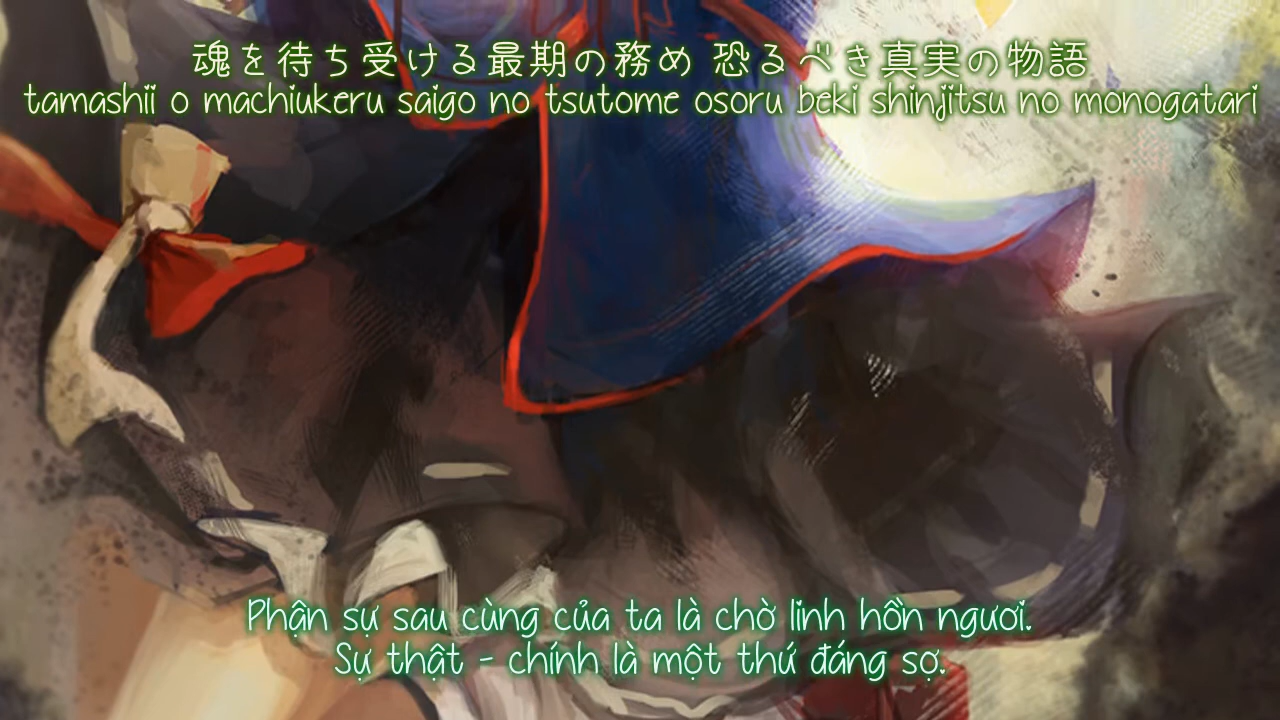 魂を待ち受ける最期の務め 恐るべき真実の物語
tamashii o machiukeru saigo no tsutome osoru beki shinjitsu no monogatari
Phận sự sau cùng của ta là chờ linh hồn ngươi.
Sự thật - chính là một thứ đáng sợ.